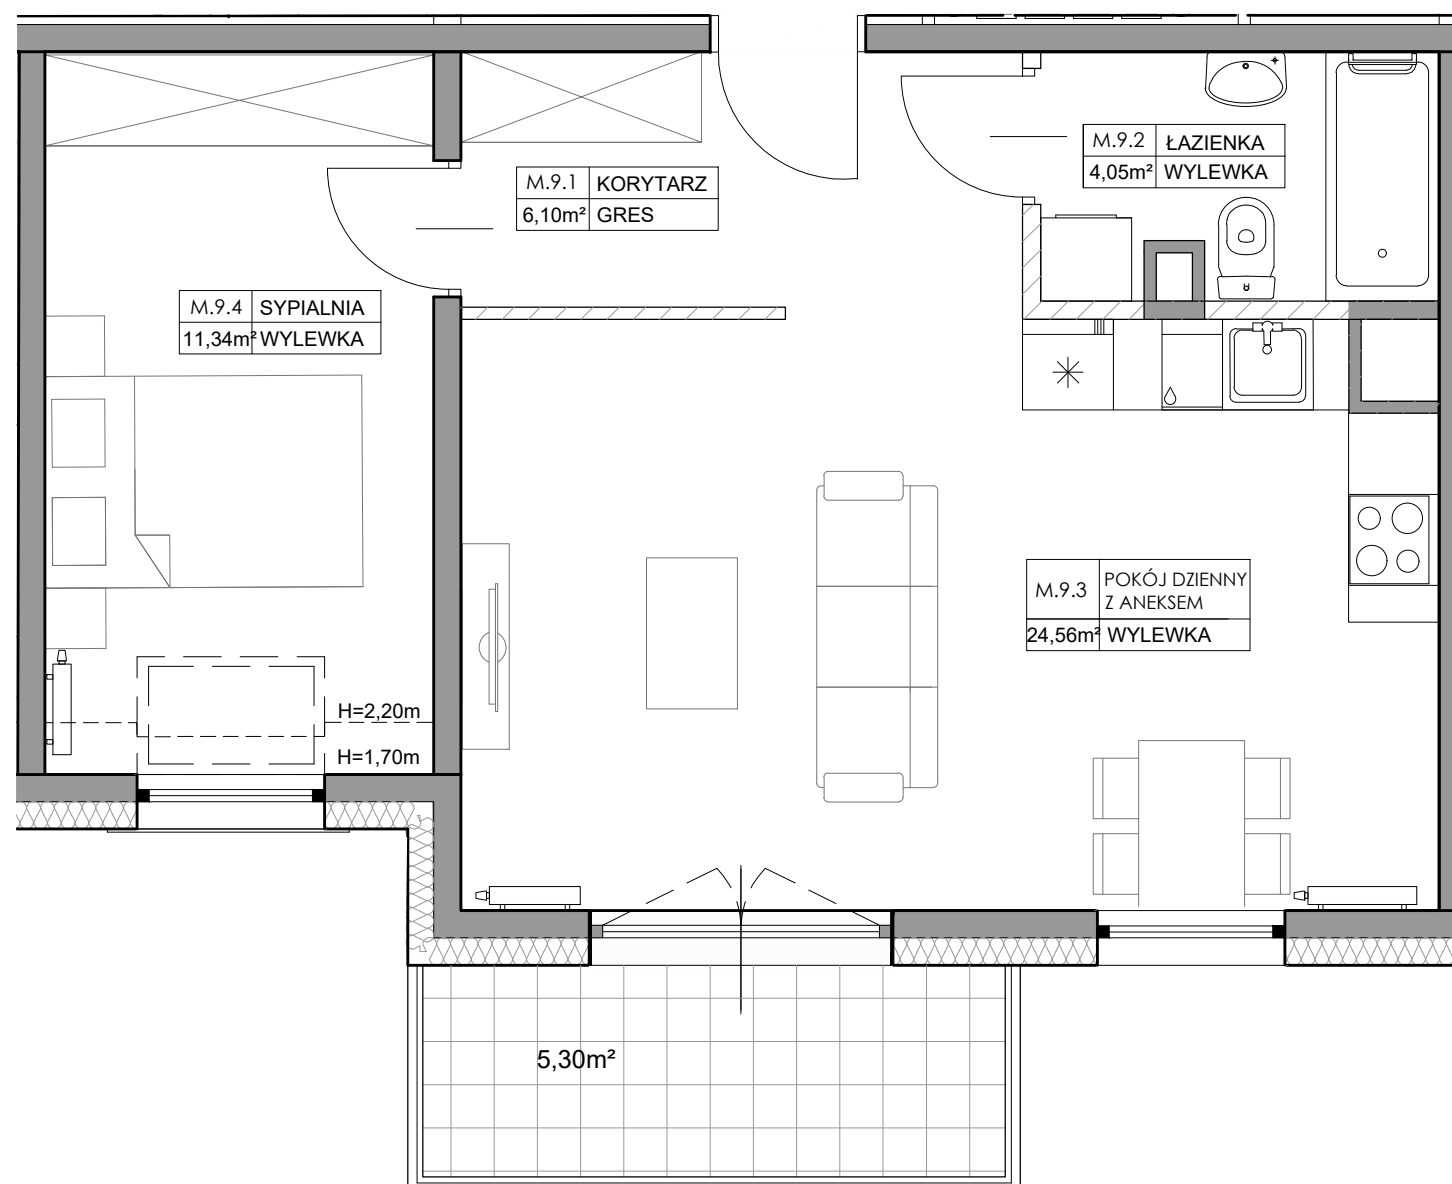 M.9.2 ŁAZIENKA
4,05m² WYLEWKA
M.9.1 KORYTARZ
6,10m² GRES
M.9.4 SYPIALNIA
11,34m² WYLEWKA
M.9.3 POKÓJ DZIENNY
Z ANEKSEM
24,56m² WYLEWKA
H=2,20m
H=1,70m
5,30m²